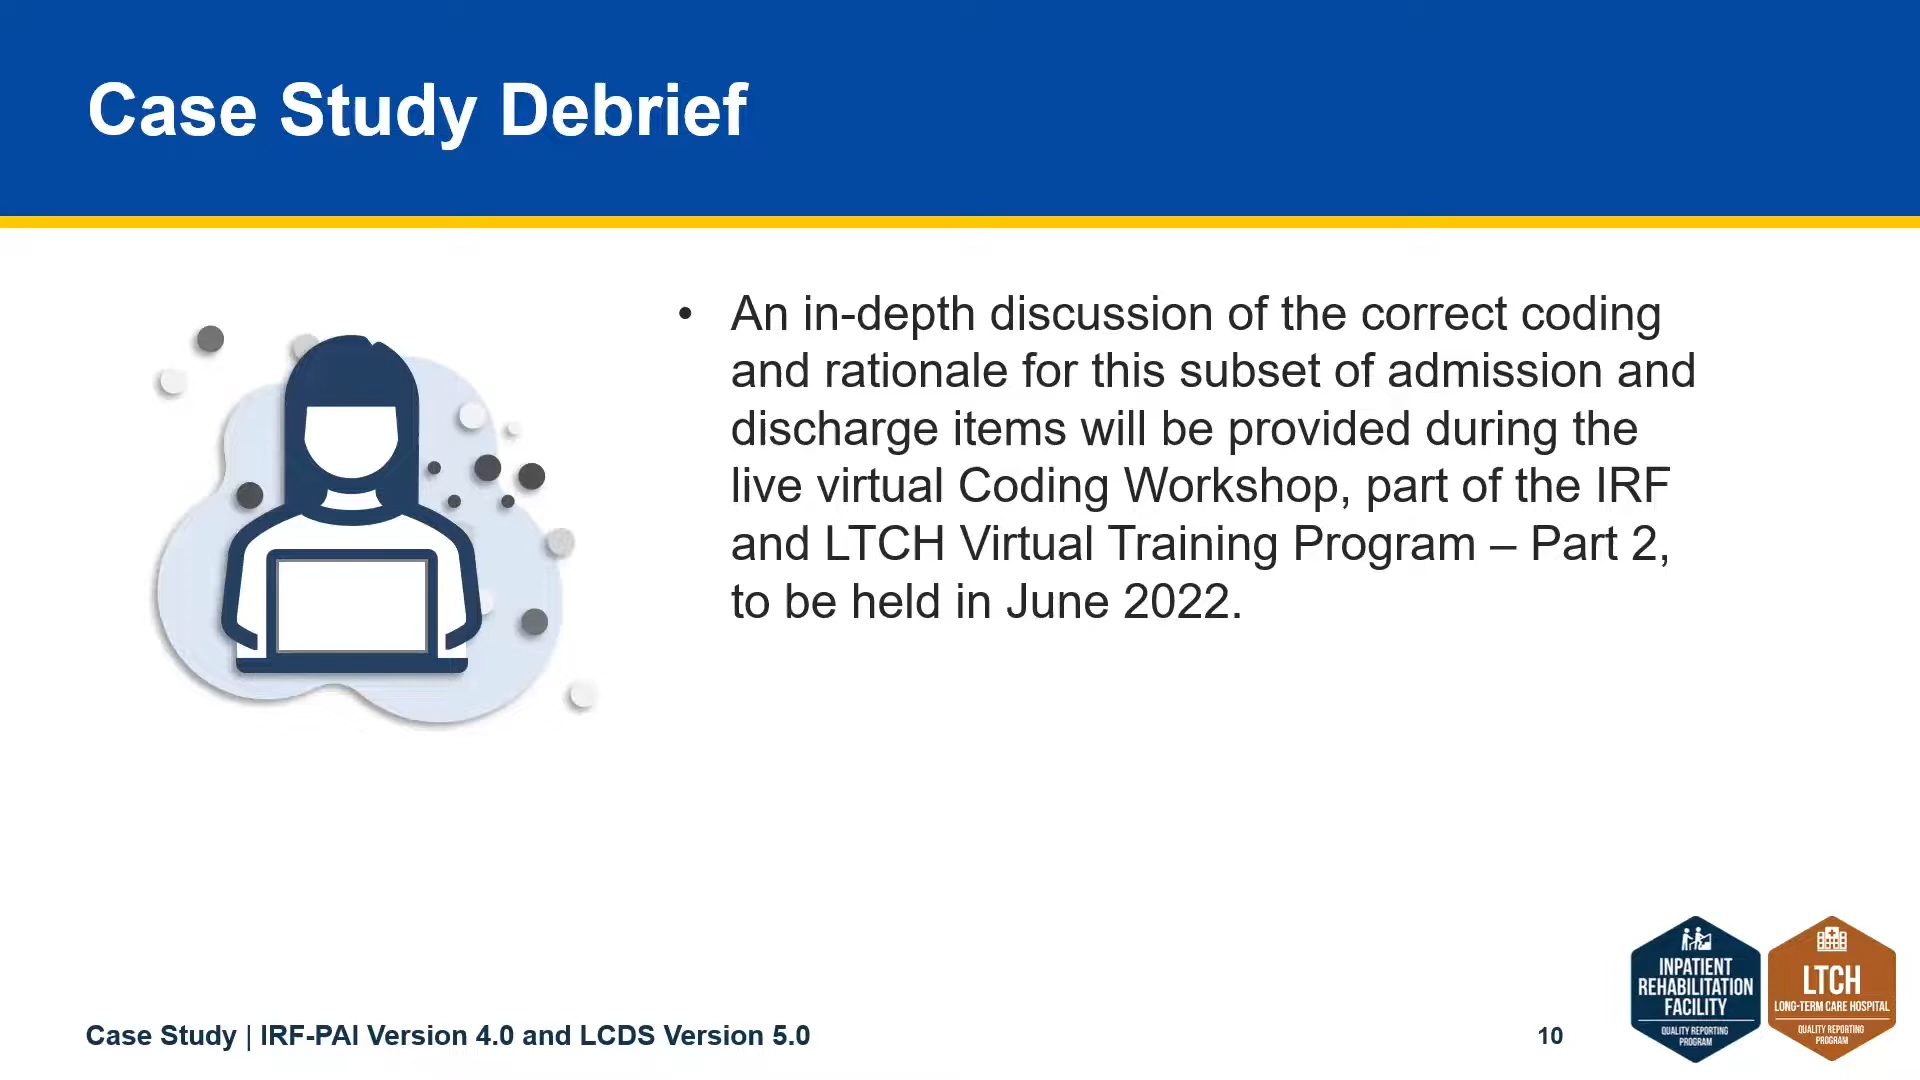 Case Study Debrief
• An in-depth discussion of the correct coding
and rationale for this subset of admission and
discharge items will be provided during the
live virtual Coding Workshop, part of the IRF
and LTCH Virtual Training Program – Part 2,
to be held in June 2022.
Case Study | IRF-PAI Version 4.0 and LCDS Version 5.0
10
INPATIENT
REHABILITATION
FACILITY
QUALITY REPORTING
PROGRAM
LTCH
LONG-TERM CARE HOSPITAL
QUALITY REPORTING
PROGRAM